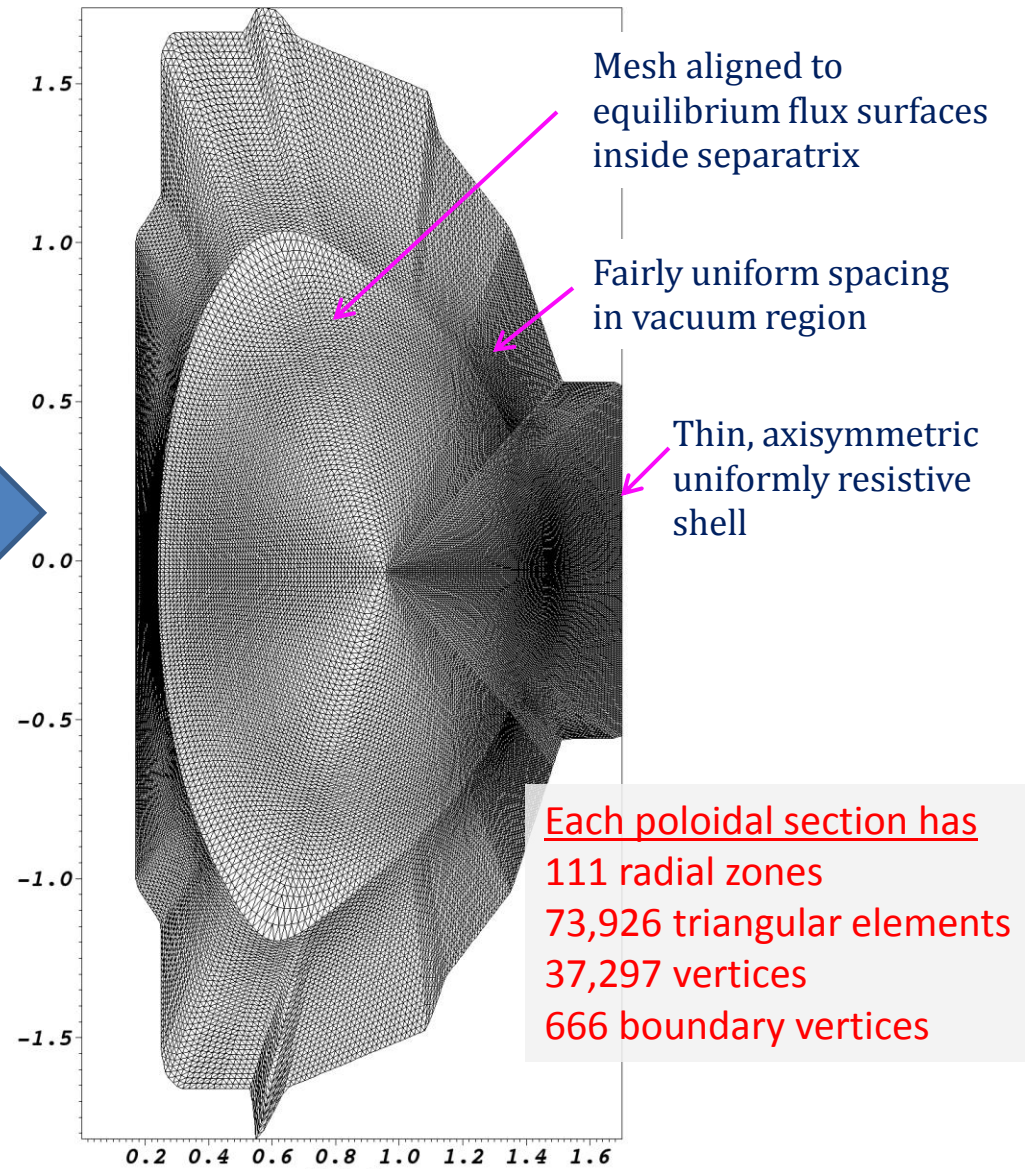 Mesh aligned to
equilibrium flux surfaces
inside separatrix
Fairly uniform spacing
in vacuum region
Thin, axisymmetric
uniformly resistive
shell
Each poloidal section has
111 radial zones
73,926 triangular elements
37,297 vertices
666 boundary vertices
1.5
1.0
0.5
0.0
-0.5
-1.0
-1.5
0.2 0.4 0.6 0.8 1.0 1.2 1.4 1.6